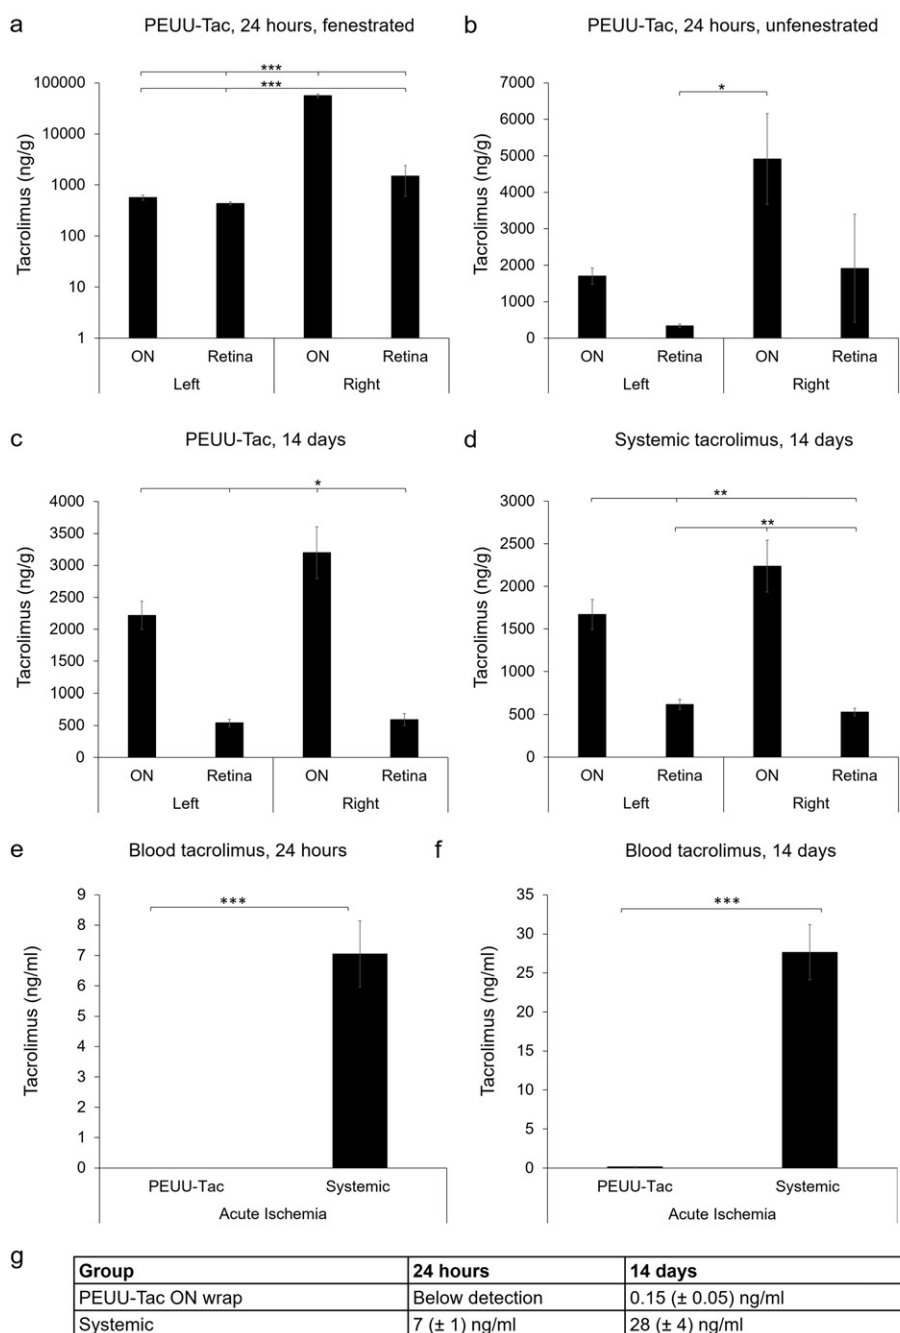 a
PEUU-Tac, 24 hours, fenestrated
***
***
100000
10000
1000
100
10
1
Tacrolimus (ng/g)
ON Retina ON Retina
Left Right
b
PEUU-Tac, 24 hours, unfenestrated
*
7000
6000
5000
4000
3000
2000
1000
0
Tacrolimus (ng/g)
ON Retina ON Retina
Left Right
c
PEUU-Tac, 14 days
*
4000
3500
3000
2500
2000
1500
1000
500
0
Tacrolimus (ng/g)
ON Retina ON Retina
Left Right
d
Systemic tacrolimus, 14 days
**
**
3000
2500
2000
1500
1000
500
0
Tacrolimus (ng/g)
ON Retina ON Retina
Left Right
e
Blood tacrolimus, 24 hours
***
9
8
7
6
5
4
3
2
1
0
Tacrolimus (ng/ml)
PEUU-Tac Systemic
Acute Ischemia
f
Blood tacrolimus, 14 days
***
35
30
25
20
15
10
5
0
Tacrolimus (ng/ml)
PEUU-Tac Systemic
Acute Ischemia
g
Group 24 hours 14 days
PEUU-Tac ON wrap Below detection 0.15 (± 0.05) ng/ml
Systemic 7 (± 1) ng/ml 28 (± 4) ng/ml